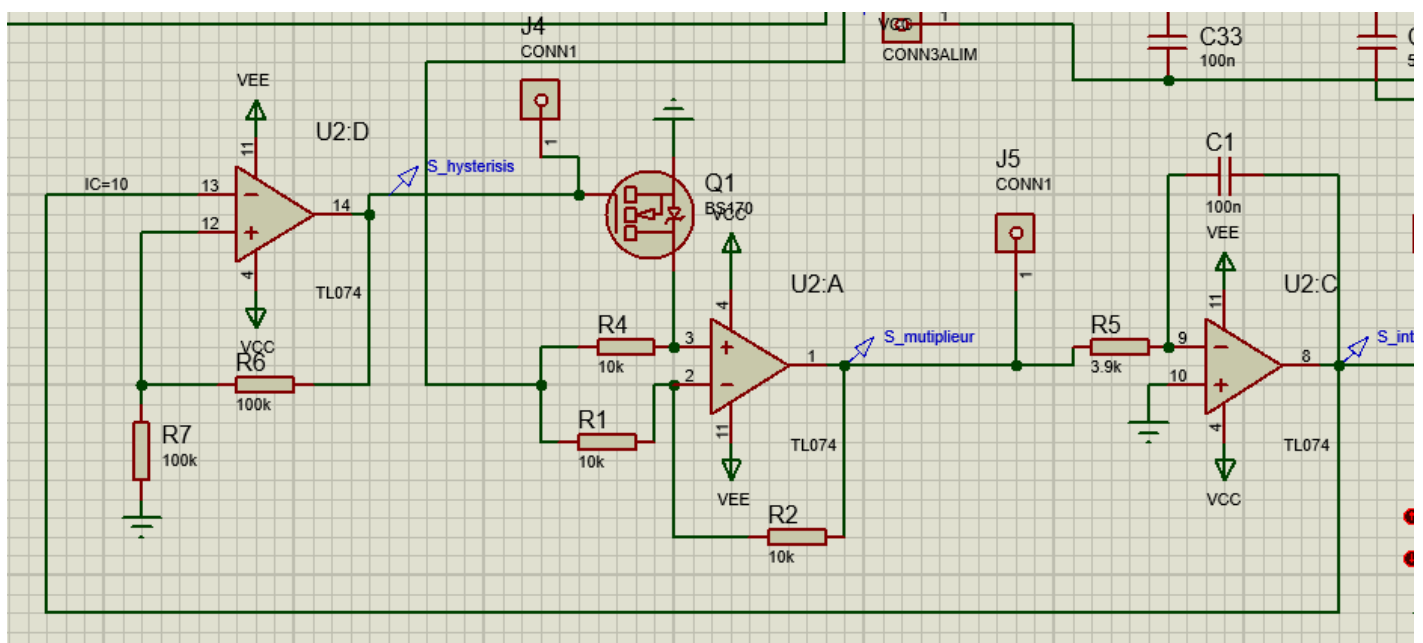 J4
CONN1
1
VCC
1
CONN3ALIM
C33
100n
C
5
VEE
11
U2:D
IC=10
13
12
14
4
TL074
VCC
S_hysterisis
Q1
BS170
VCC
R6
100k
R7
100k
R4
10k
R1
10k
3
2
4
U2:A
1
11
TL074
VEE
S_mutiplieur
R2
10k
J5
CONN1
1
R5
3.9k
C1
100n
VEE
11
U2:C
9
10
8
4
TL074
VCC
S_int